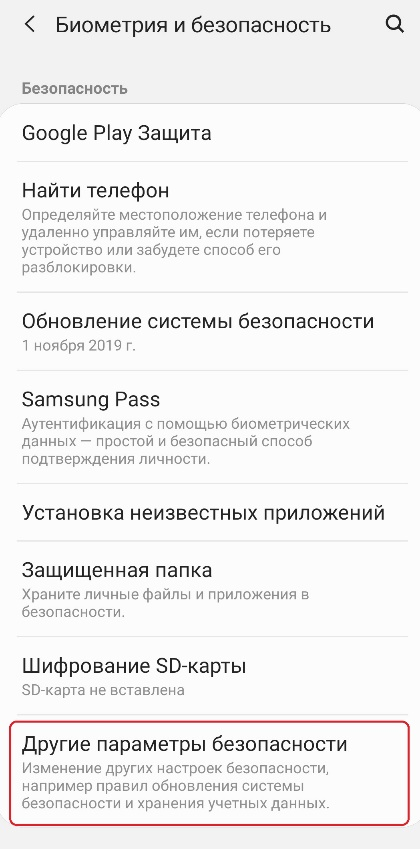 Биометрия и безопасность
Безопасность
Google Play Защита
Найти телефон
Определяйте местоположение телефона и
удаленно управляйте им, если потеряете
устройство или забудете способ его
разблокировки.
Обновление системы безопасности
1 ноября 2019 г.
Samsung Pass
Аутентификация с помощью биометрических
данных — простой и безопасный способ
подтверждения личности.
Установка неизвестных приложений
Защищенная папка
Храните личные файлы и приложения в
безопасности.
Шифрование SD-карты
SD-карта не вставлена
Другие параметры безопасности
Изменение других настроек безопасности,
например правил обновления системы
безопасности и хранения учетных данных.